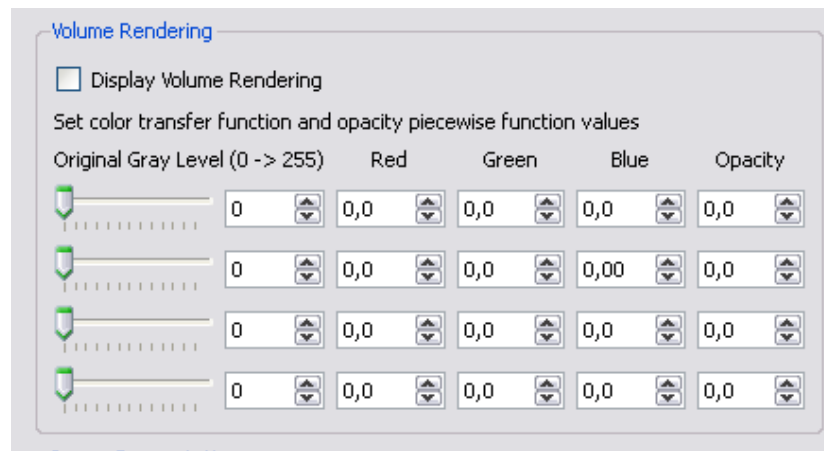 Volume Rendering
Display Volume Rendering
Set color transfer function and opacity piecewise function values
Original Gray Level (0 -> 255) Red Green Blue Opacity
0 0,0 0,0 0,0 0,0
0 0,0 0,0 0,00 0,0
0 0,0 0,0 0,0 0,0
0 0,0 0,0 0,0 0,0